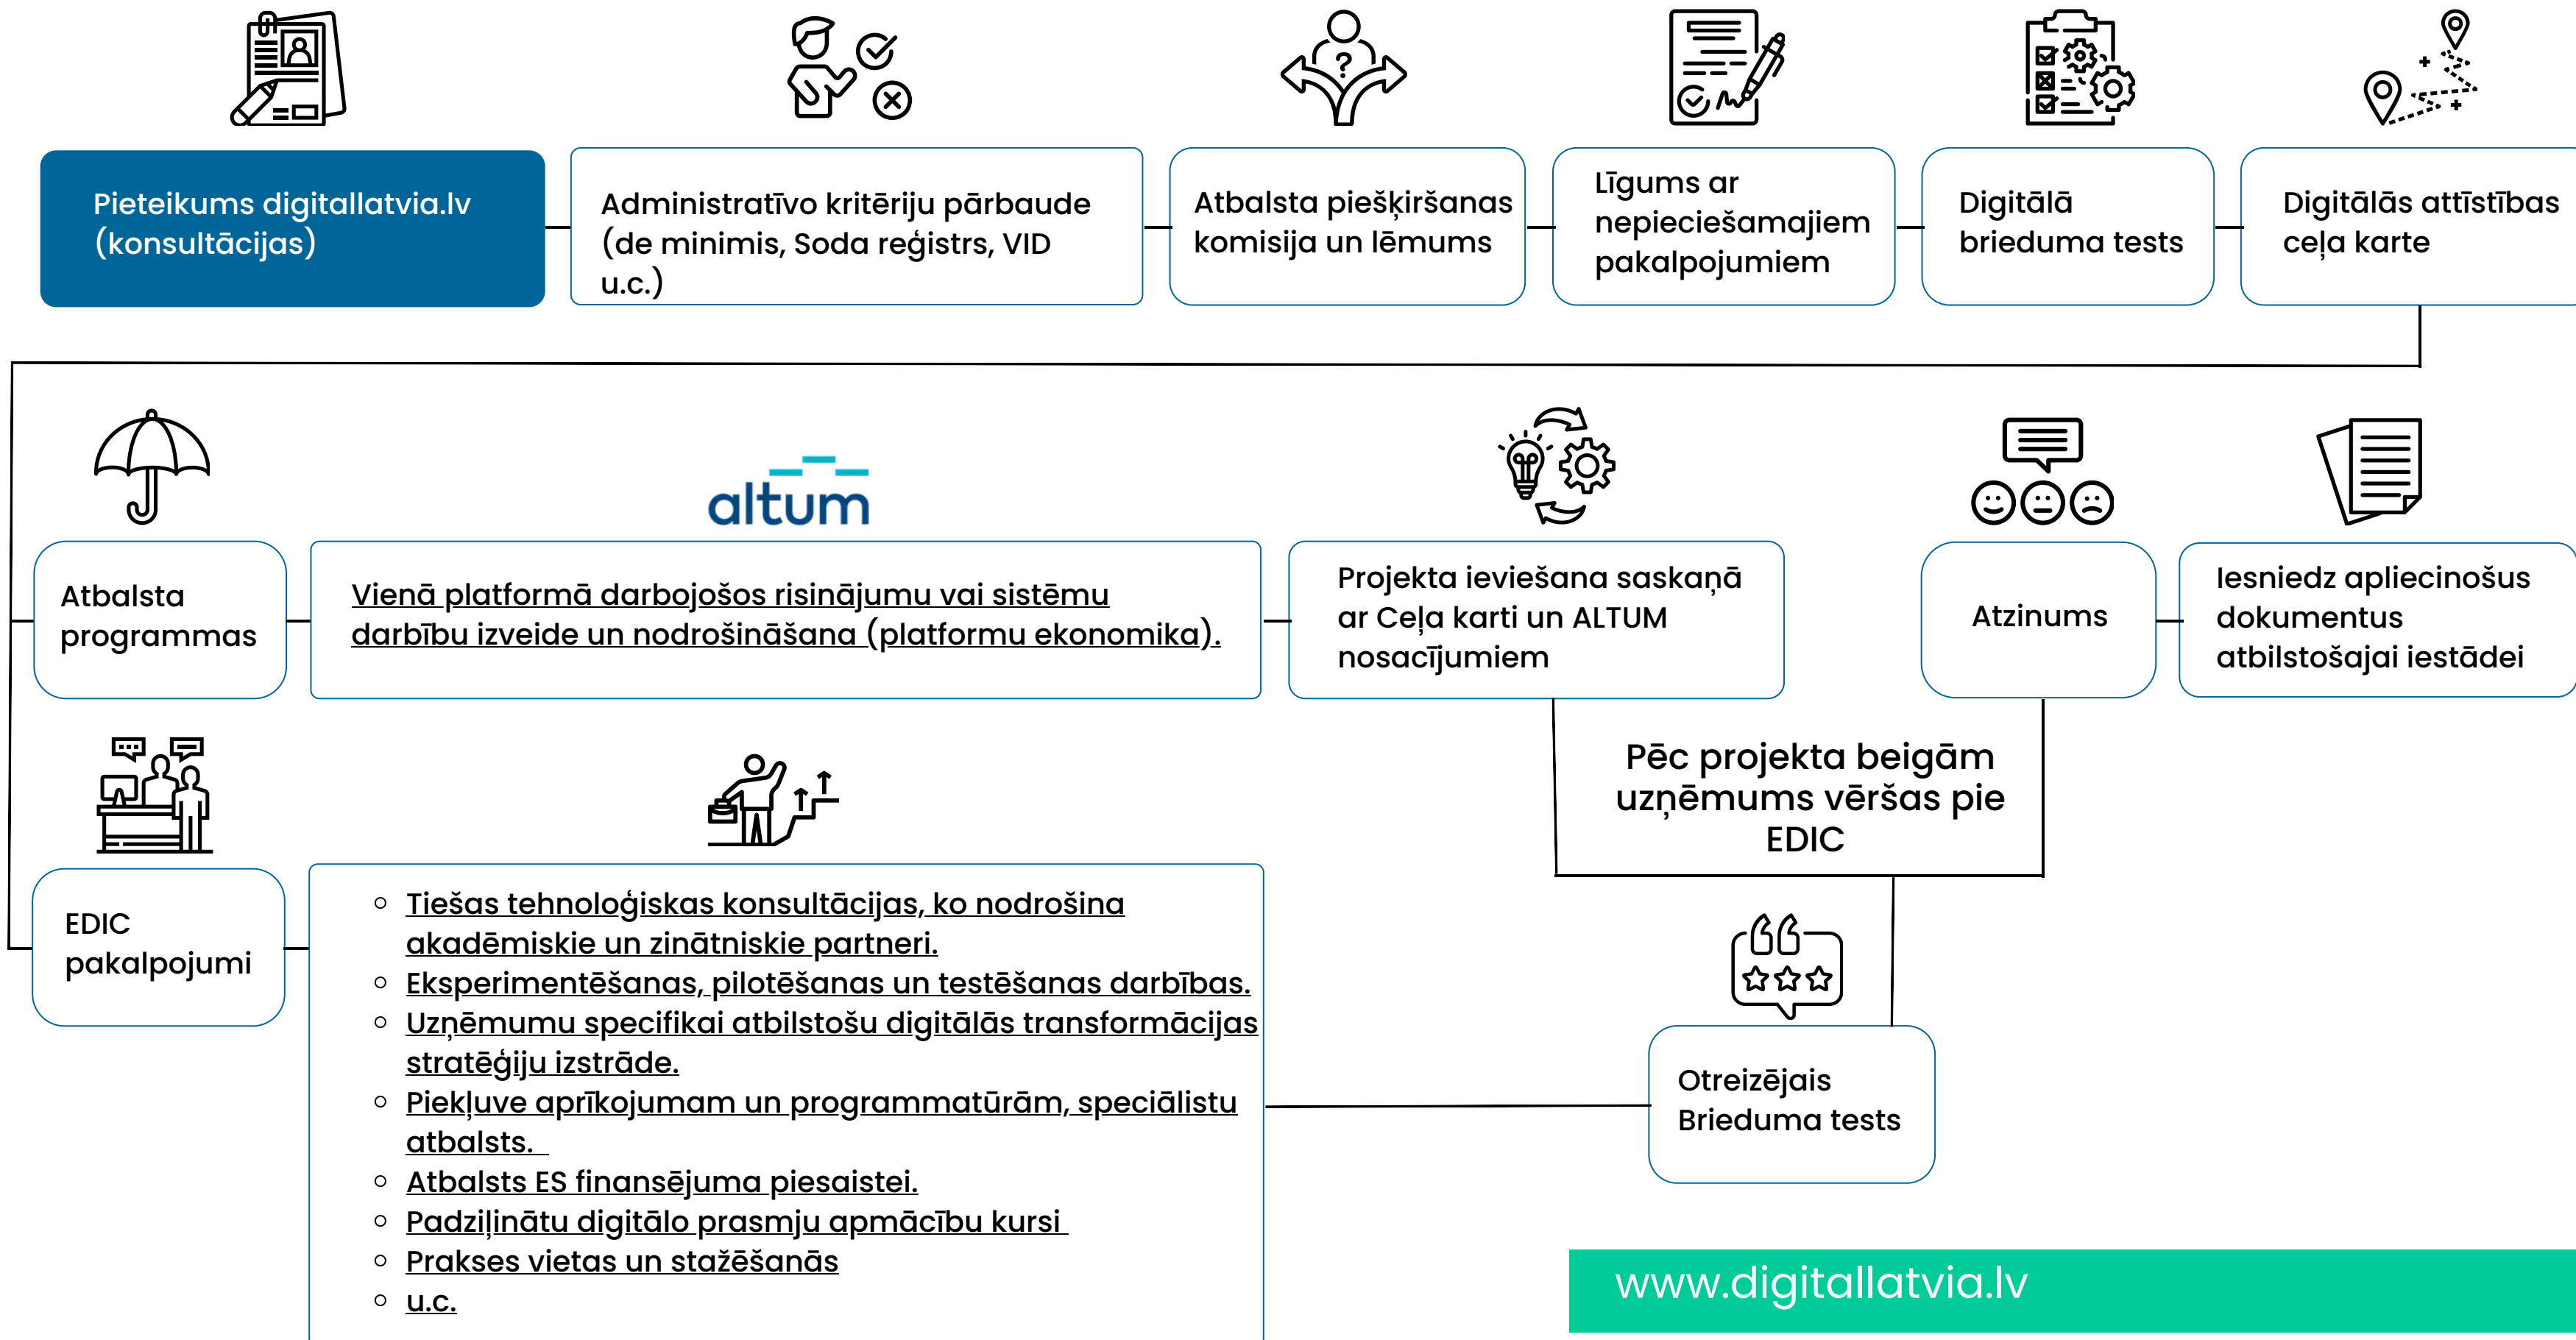 Pieteikums digitallatvia.lv
(konsultācijas)
Administratīvo kritēriju pārbaude
(de minimis, Soda reģistrs, VID
u.c.)
Atbalsta piešķiršanas
komisija un lēmums
Līgums ar
nepieciešamajiem
pakalpojumiem
Digitālā
brieduma tests
Digitālās attīstības
ceļa karte
altum
Atbalsta
programmas
Vienā platformā darbojošos risinājumu vai sistēmu
darbību izveide un nodrošināšana (platformu ekonomika).
Projekta ieviešana saskaņā
ar Ceļa karti un ALTUM
nosacījumiem
Atzinums
Iesniedz apliecinošus
dokumentus
atbilstošajai iestādei
Pēc projekta beigām
uzņēmums vēršas pie
EDIC
EDIC
pakalpojumi
Tiešas tehnoloģiskas konsultācijas, ko nodrošina
akadēmiskie un zinātniskie partneri.
Eksperimentēšanas, pilotēšanas un testēšanas darbības.
Uzņēmumu specifikai atbilstošu digitālās transformācijas
stratēģiju izstrāde.
Piekļuve aprīkojumam un programmatūrām, speciālistu
atbalsts.
Atbalsts ES finansējuma piesaistei.
Padziļinātu digitālo prasmju apmācību kursi
Prakses vietas un stažēšanās
u.c.
Otreizējais
Brieduma tests
www.digitallatvia.lv